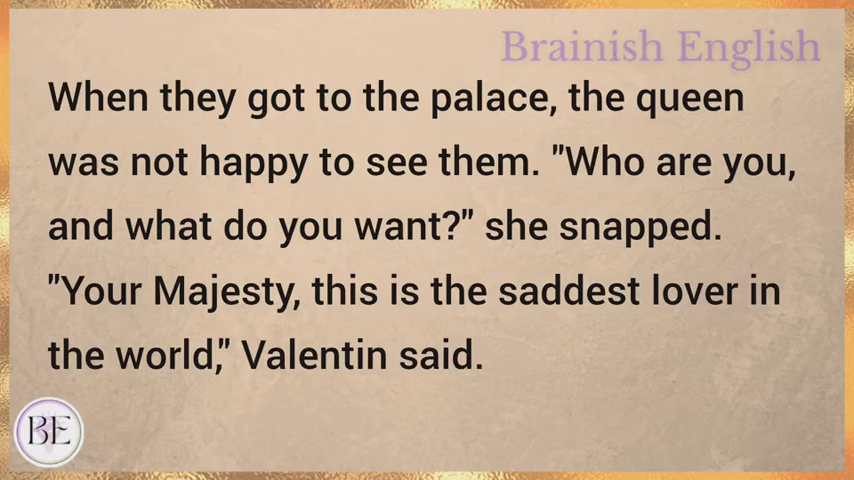 Brainish English
When they got to the palace, the queen
was not happy to see them. "Who are you,
and what do you want?" she snapped.
"Your Majesty, this is the saddest lover in
the world," Valentin said.
BE